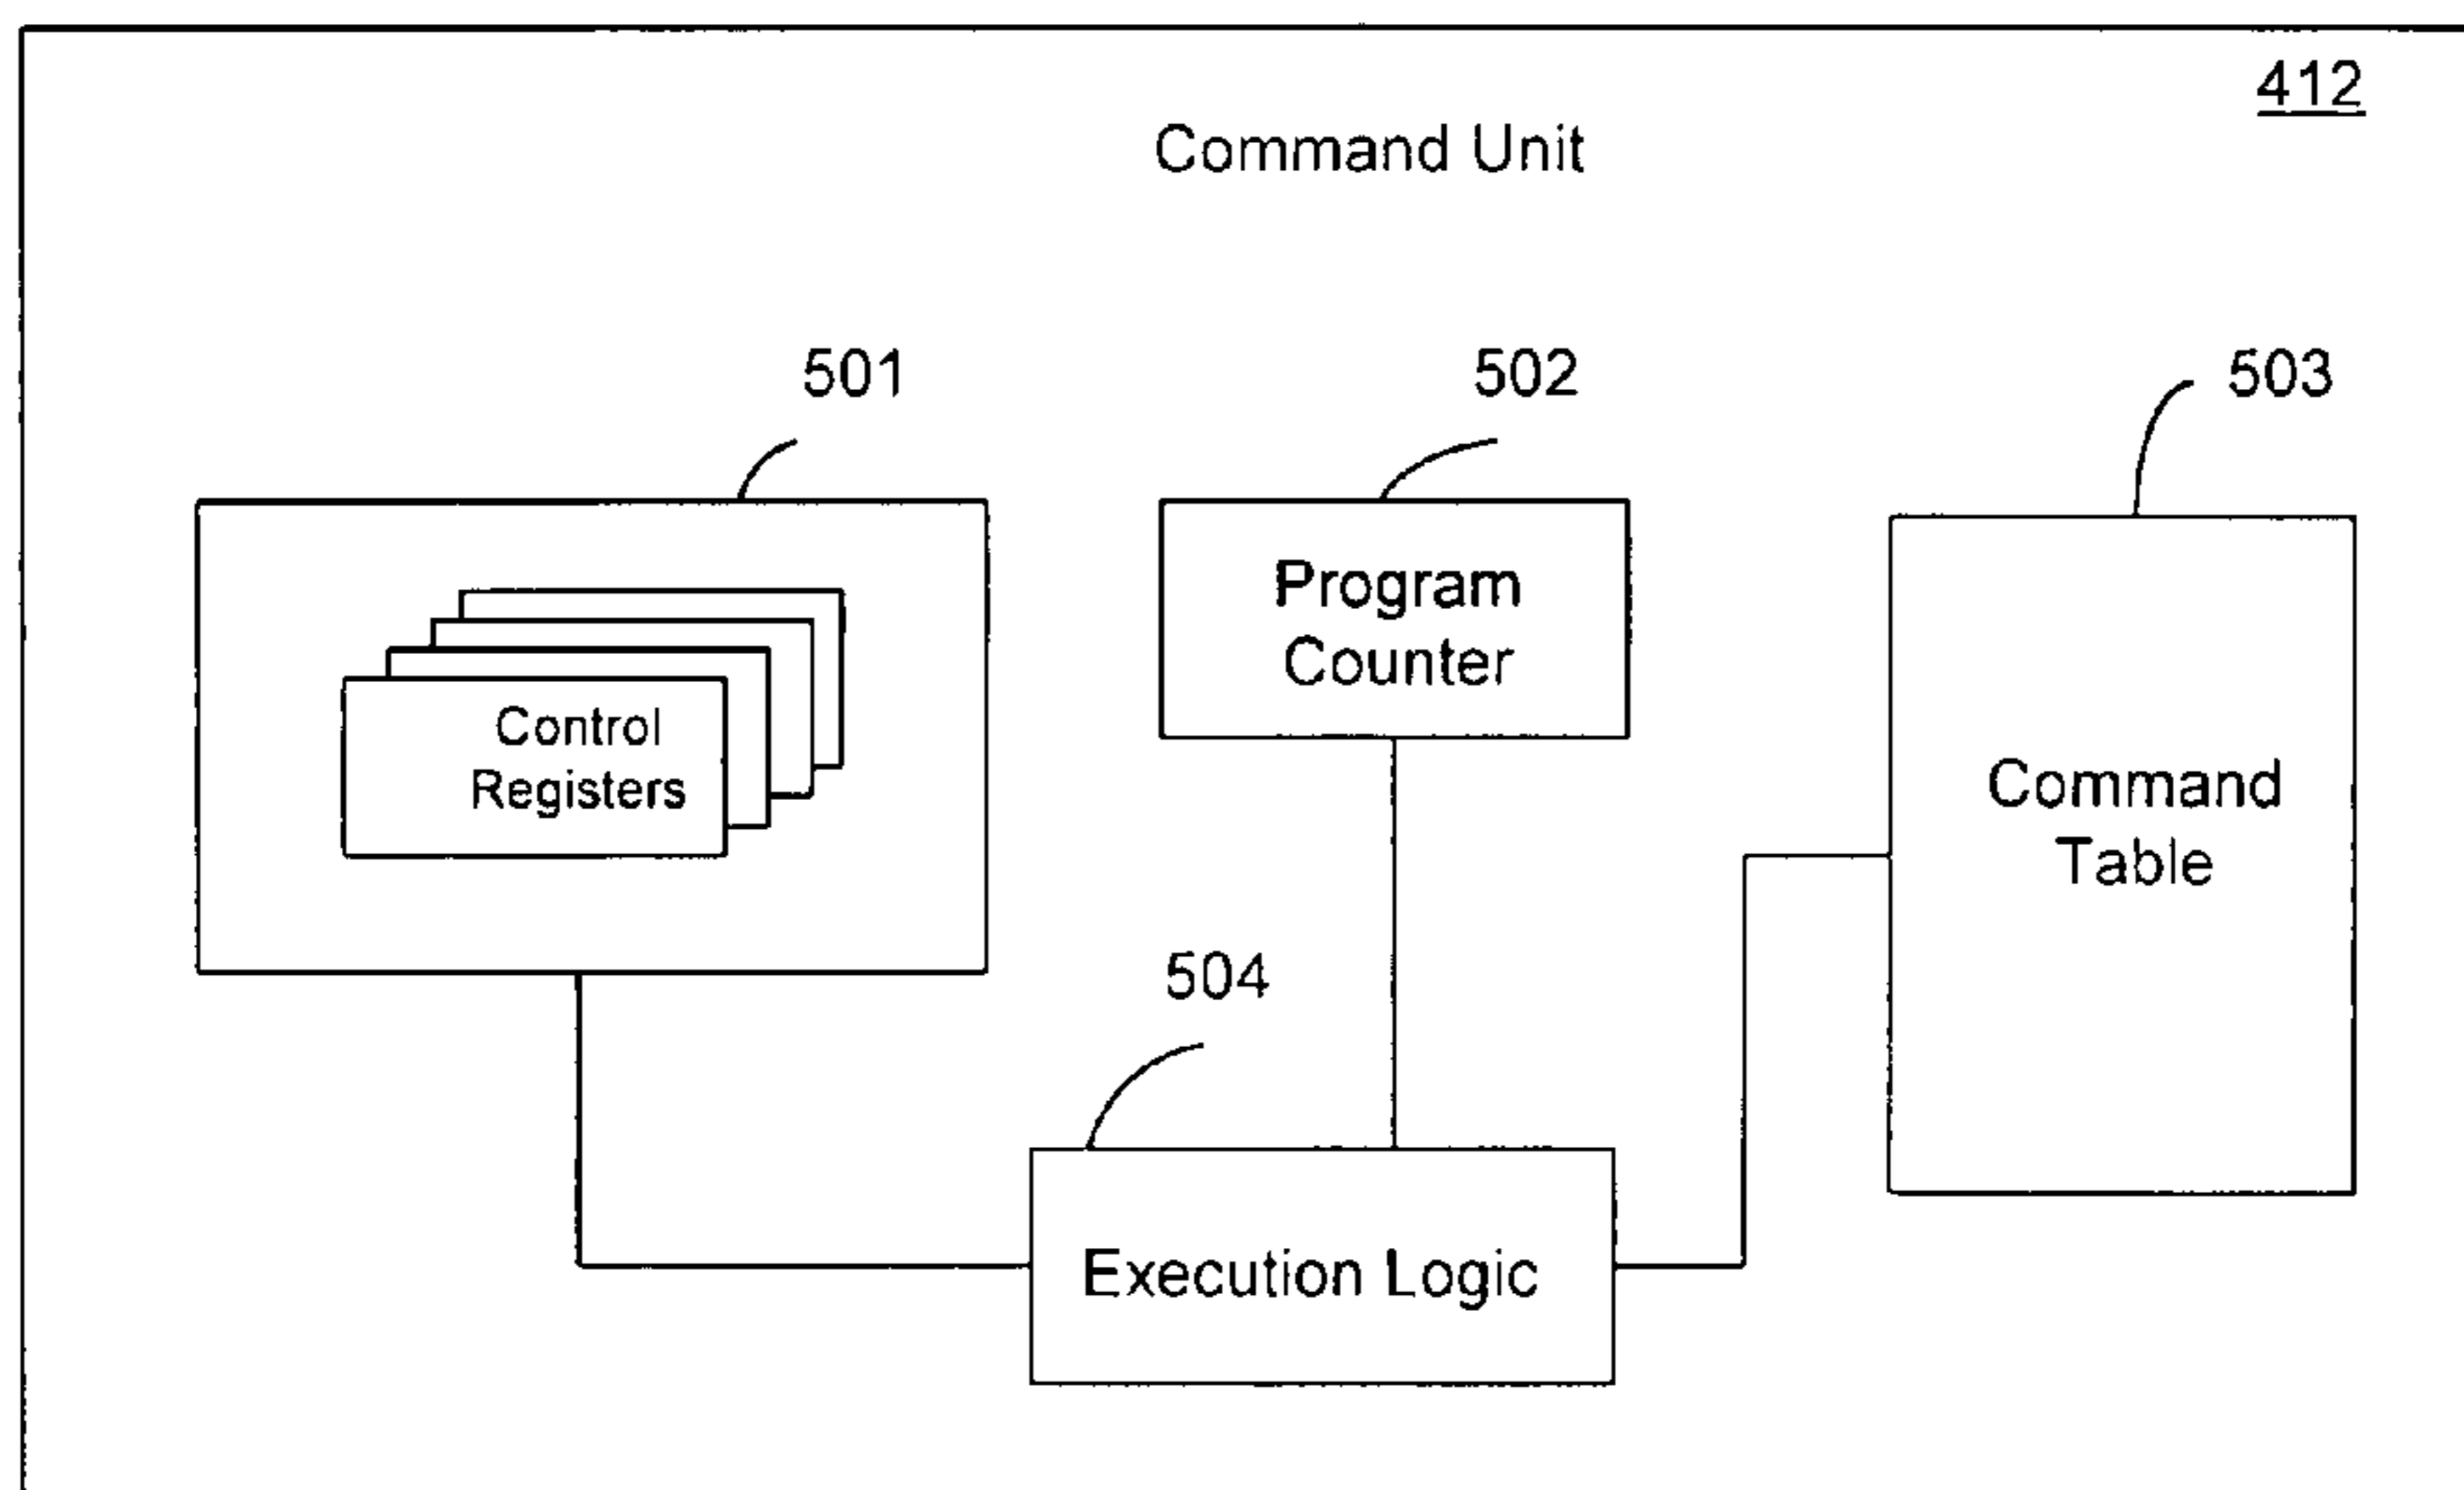 412
Command Unit
501
502
503
Program
Counter
Control
Registers
Command
Table
504
Execution Logic